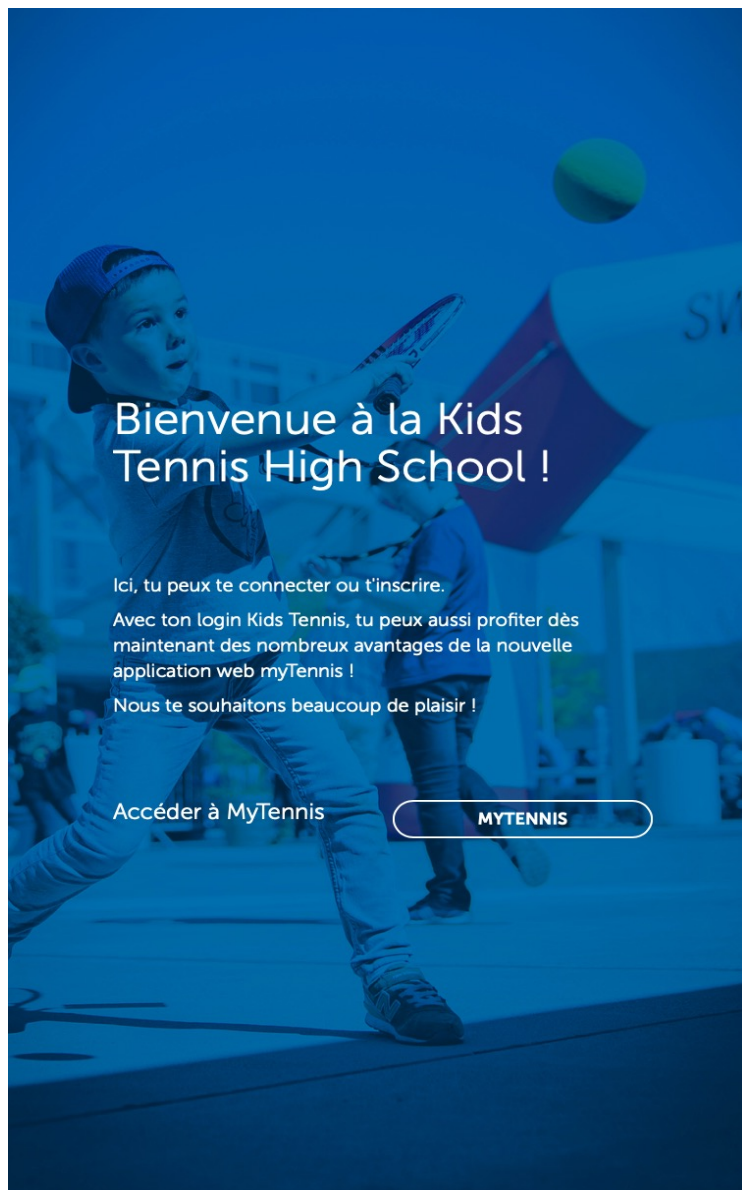 SW
Bienvenue à la Kids
Tennis High School !
Ici, tu peux te connecter ou t'inscrire.
Avec ton login Kids Tennis, tu peux aussi profiter dès
maintenant des nombreux avantages de la nouvelle
application web myTennis !
Nous te souhaitons beaucoup de plaisir !
Accéder à MyTennis
MYTENNIS